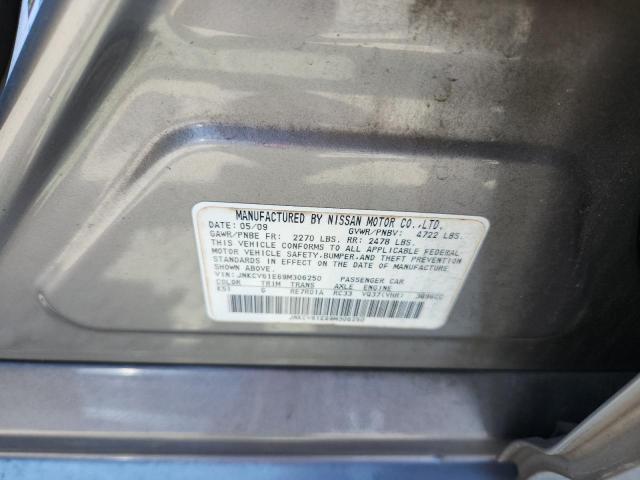 MANUFACTURED BY NISSAN MOTOR CO.,LTD.
DATE: 05/09 GVWR/PNBV: 4722 LBS.
GAWR/PNBE FR: 2270 LBS. RR: 2478 LBS.
THIS VEHICLE CONFORMS TO ALL APPLICABLE FEDERAL
MOTOR VEHICLE SAFETY,BUMPER,AND THEFT PREVENTION
STANDARDS IN EFFECT ON THE DATE OF MANUFACTURE
SHOWN ABOVE.
VIN: JNKCV61E69M306250 PASSENGER CAR
COLOR TRIM TRANS AXLE ENGINE
K51 G RE7R01A RC33 VQ37(VHR) 3696CC
JNKCV61E69M306250